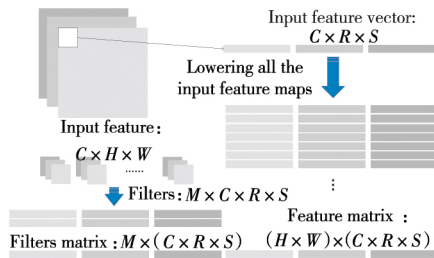 Input feature vector:
C×R×S
Lowering all the
input feature maps
Input feature:
C×H×W
......
Filters: M×C×R×S
⋮
Feature matrix :
Filters matrix : M×(C×R×S)
(H×W)×(C×R×S)